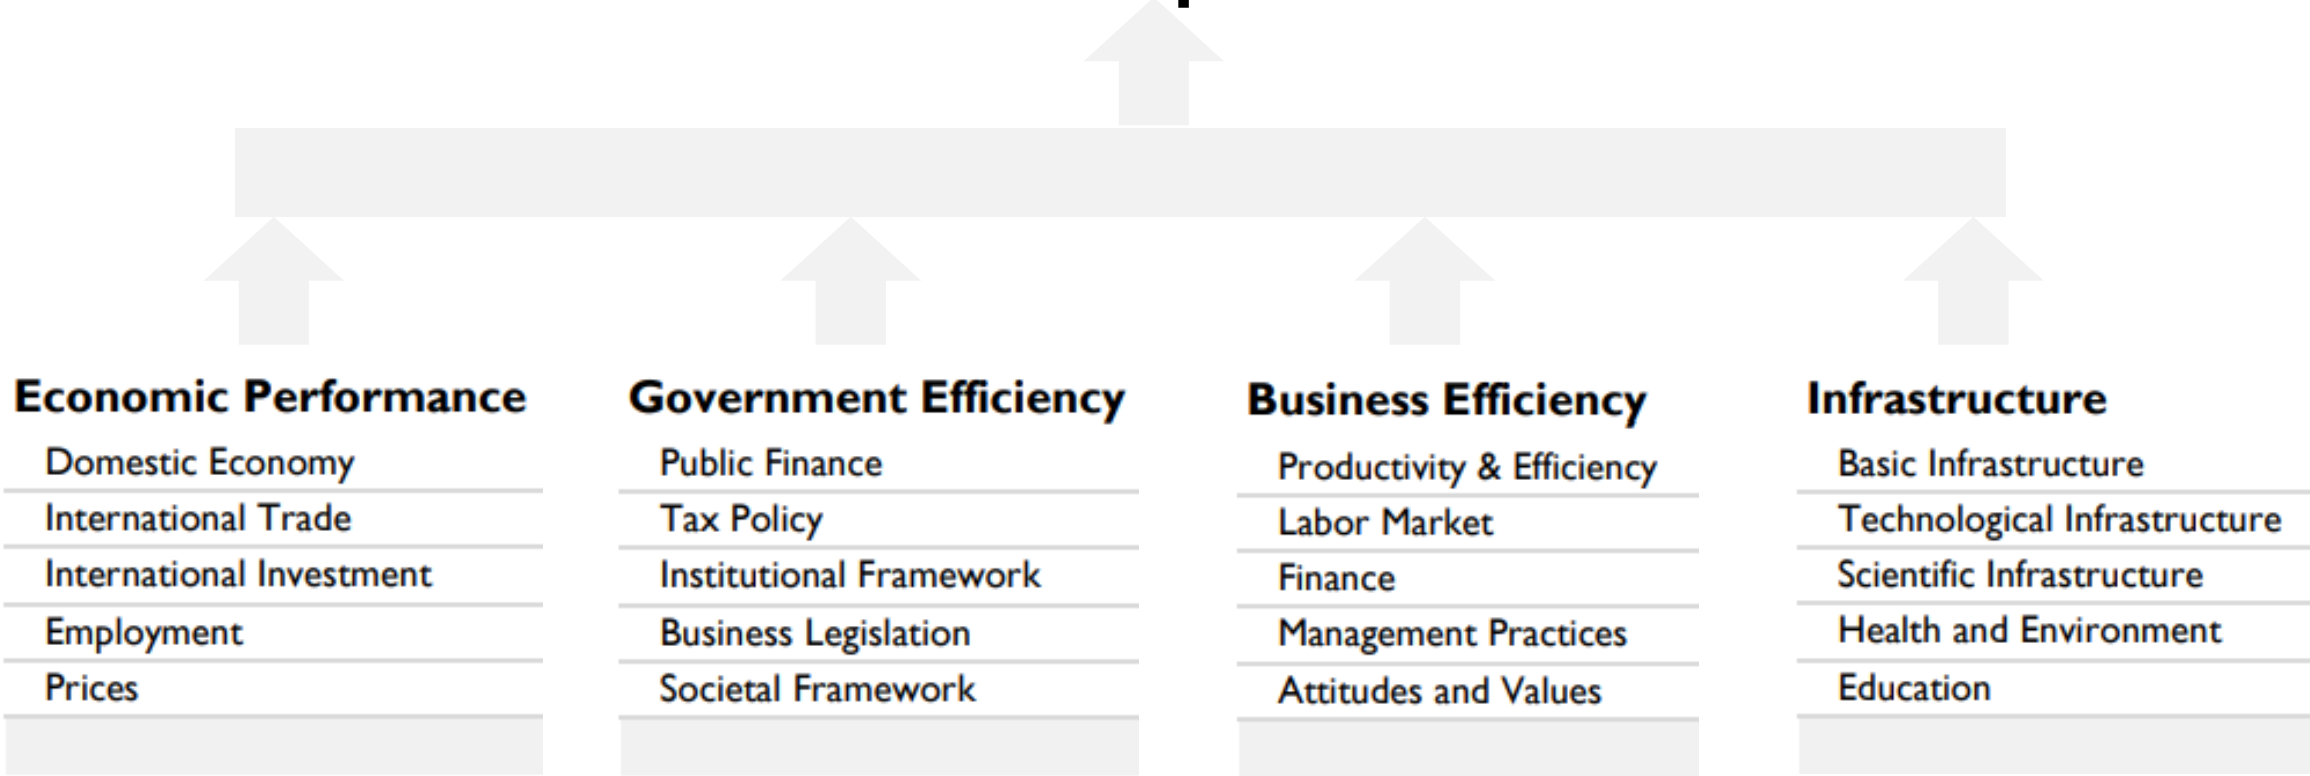 Economic Performance
Domestic Economy
International Trade
International Investment
Employment
Prices
Government Efficiency
Public Finance
Tax Policy
Institutional Framework
Business Legislation
Societal Framework
Business Efficiency
Productivity & Efficiency
Labor Market
Finance
Management Practices
Attitudes and Values
Infrastructure
Basic Infrastructure
Technological Infrastructure
Scientific Infrastructure
Health and Environment
Education